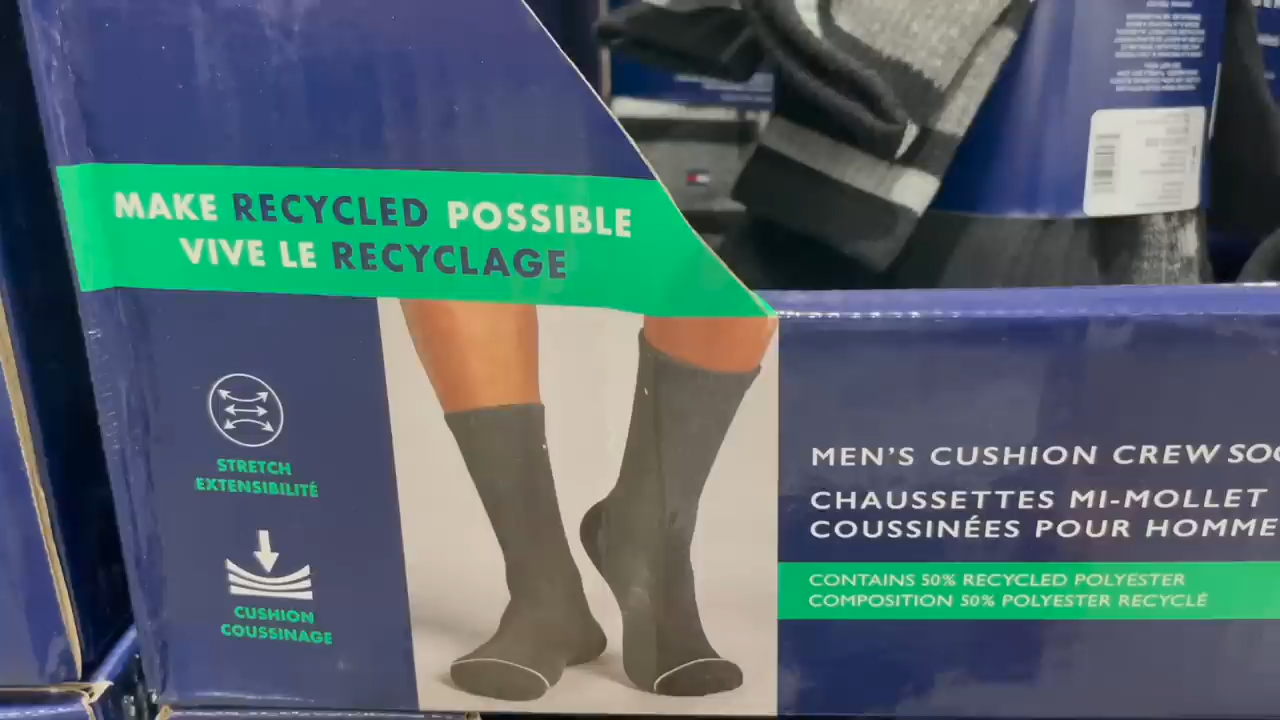 MAKE RECYCLED POSSIBLE
VIVE LE RECYCLAGE
STRETCH
EXTENSIBILITÉ
CUSHION
COUSSINAGE
MEN'S CUSHION CREW
CHAUSSETTES MI-MOLLET
COUSSINÉES POUR HOMME
CONTAINS 50% RECYCLED POLYESTER
COMPOSITION 50% POLYESTER RECYCLÉ